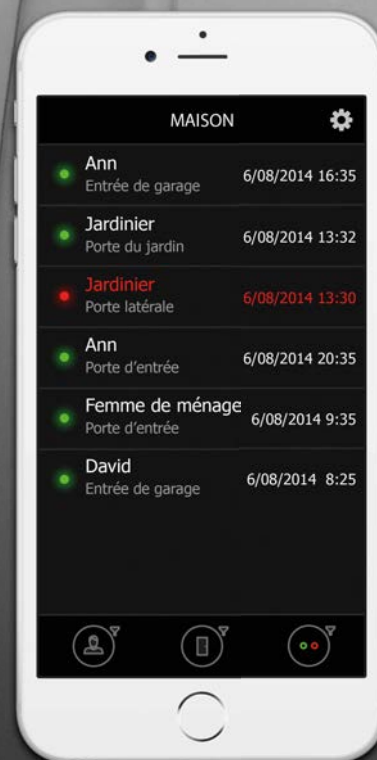 MAISON
Ann
Entrée de garage
6/08/2014 16:35
Jardinier
Porte du jardin
6/08/2014 13:32
Jardinier
Porte latérale
6/08/2014 13:30
Ann
Porte d'entrée
6/08/2014 20:35
Femme de ménage
Porte d'entrée
6/08/2014 9:35
David
Entrée de garage
6/08/2014 8:25